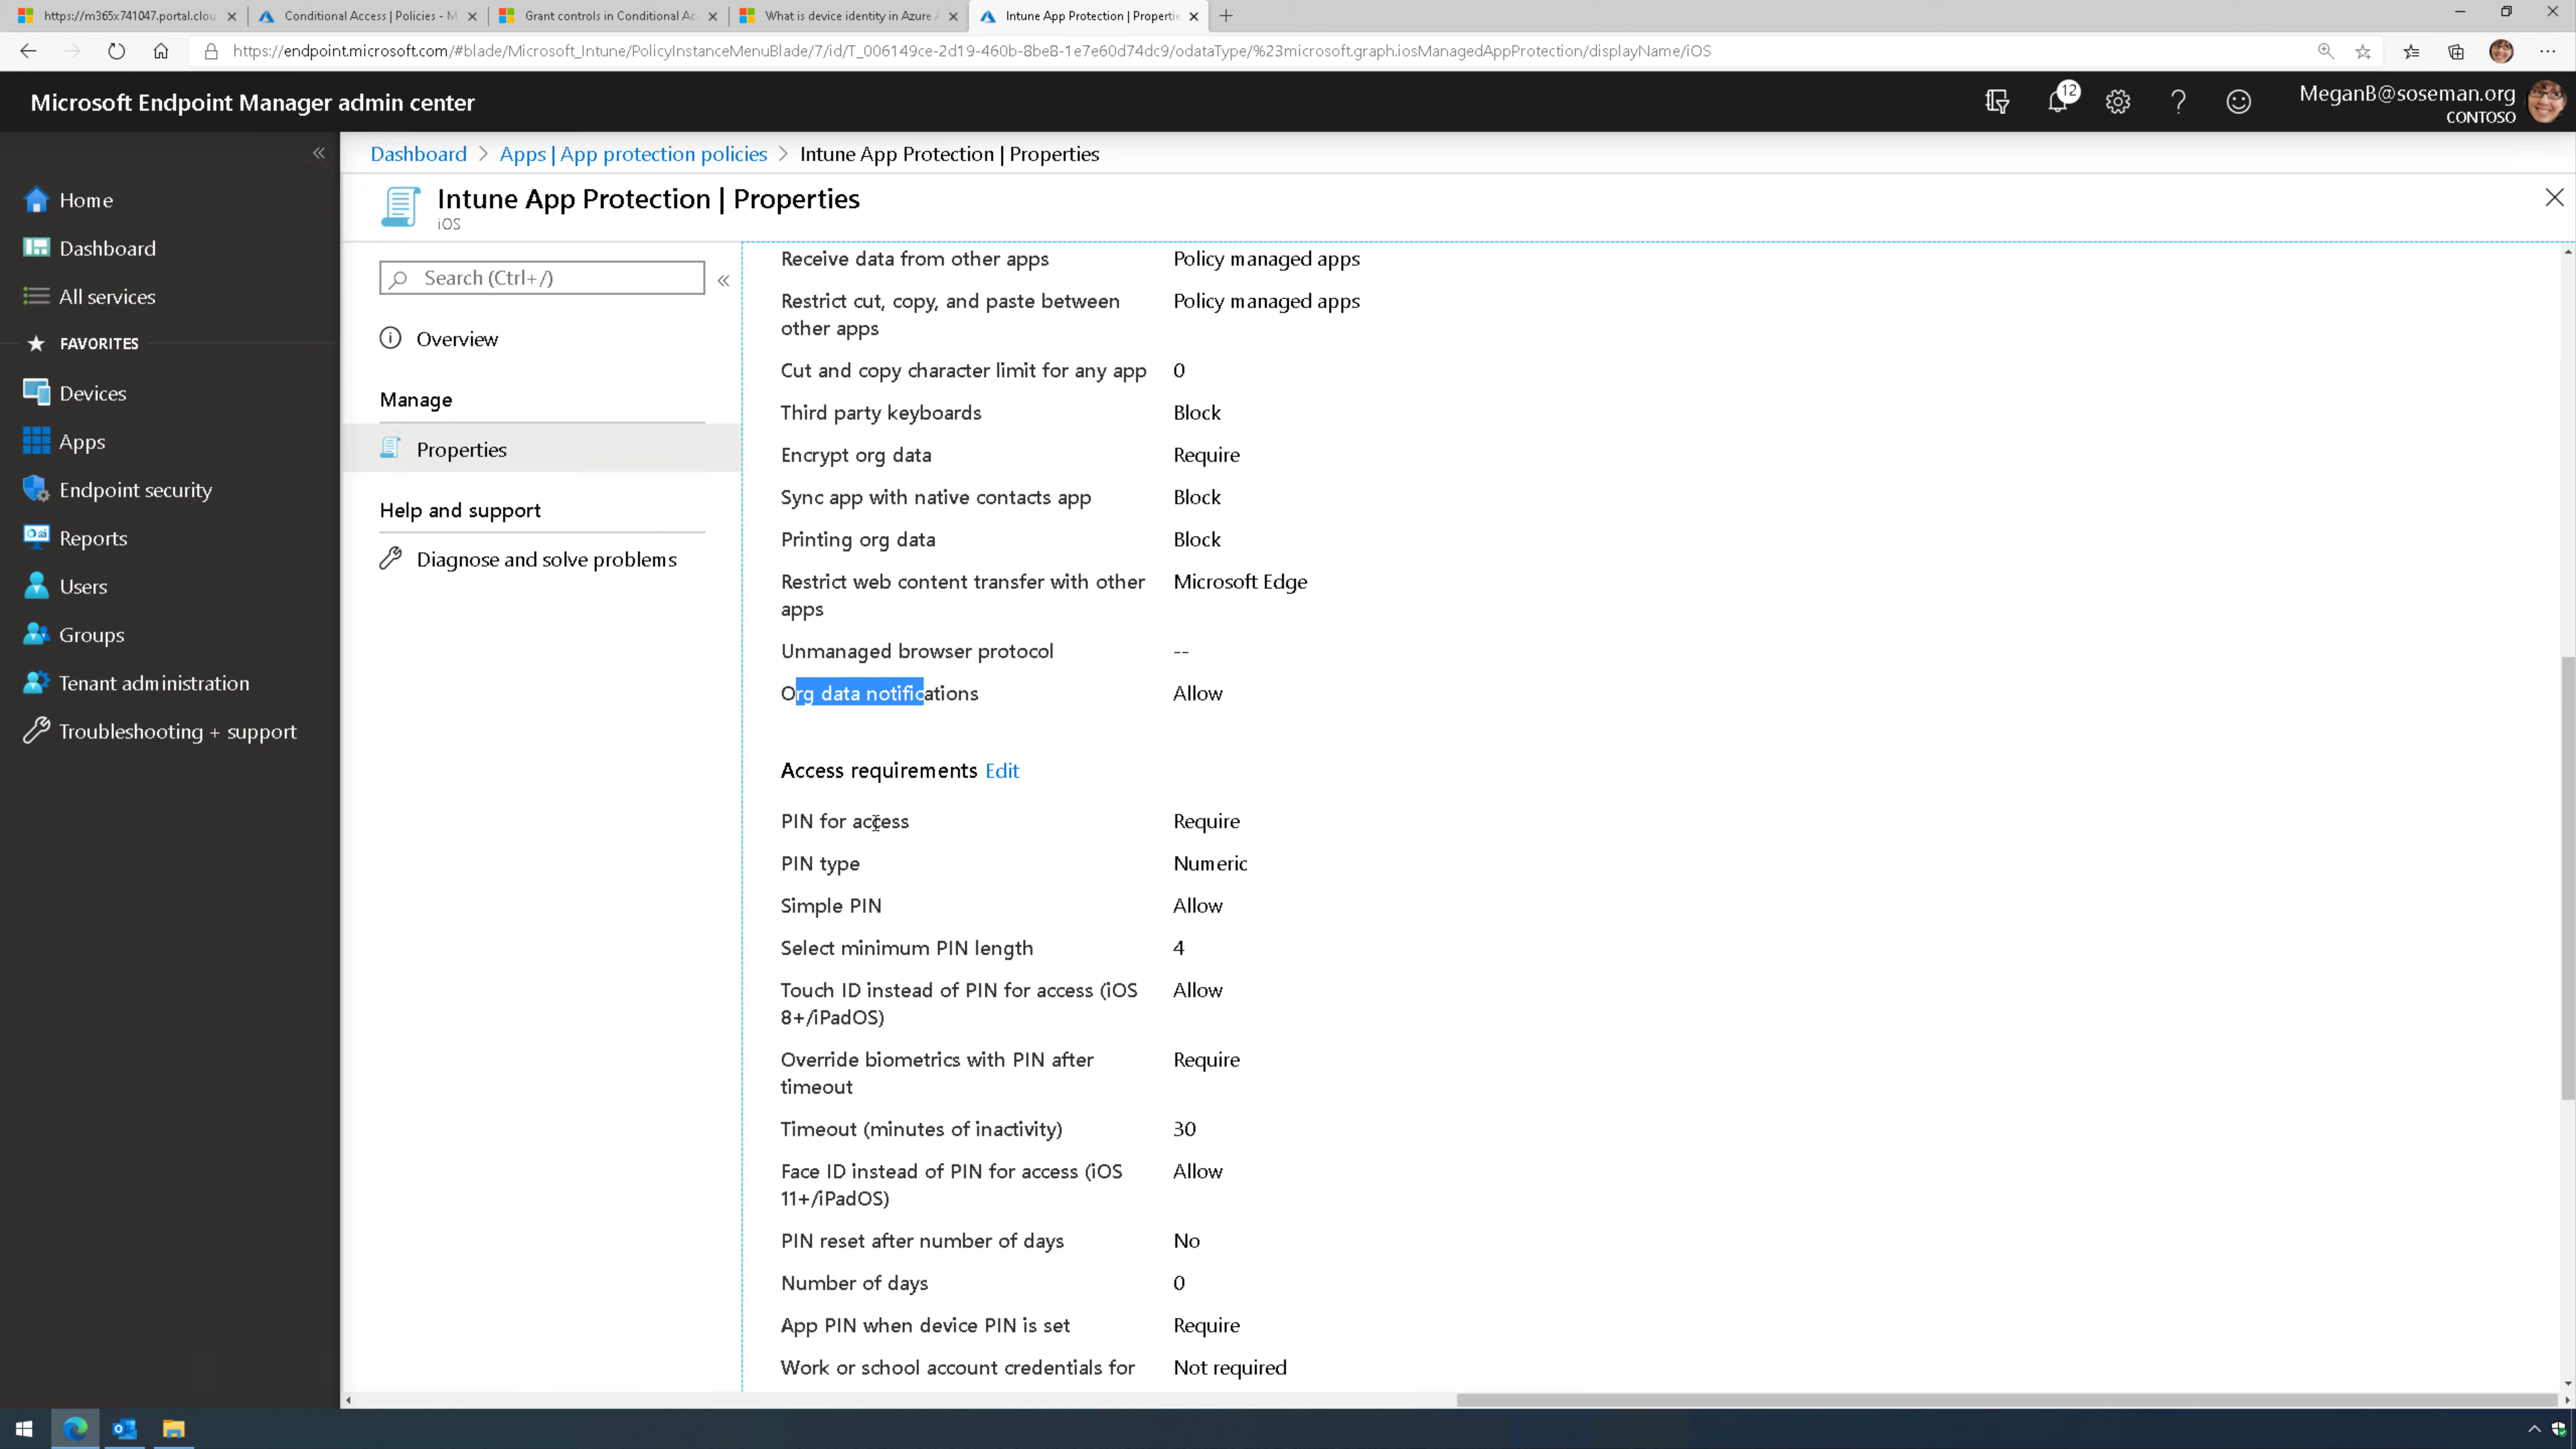 https://m365x741047.portal.clou
Conditional Access | Policies - M
Grant controls in Conditional Ac
What is device identity in Azure A
Intune App Protection | Propertie
https://endpoint.microsoft.com/#blade/Microsoft_Intune/PolicyInstanceMenuBlade/7/id/T_006149ce-2d19-460b-8be8-1e7e60d74dc9/odataType/%23microsoft.graph.iosManagedAppProtection/displayName/iOS
Microsoft Endpoint Manager admin center
12
MeganB@soseman.org
CONTOSO
Home
Dashboard
All services
FAVORITES
Devices
Apps
Endpoint security
Reports
Users
Groups
Tenant administration
Troubleshooting + support
Dashboard > Apps | App protection policies > Intune App Protection | Properties
Intune App Protection | Properties
iOS
Search (Ctrl+/)
Overview
Manage
Properties
Help and support
Diagnose and solve problems
Receive data from other apps Policy managed apps
Restrict cut, copy, and paste between Policy managed apps
other apps
Cut and copy character limit for any app 0
Third party keyboards Block
Encrypt org data Require
Sync app with native contacts app Block
Printing org data Block
Restrict web content transfer with other Microsoft Edge
apps
Unmanaged browser protocol --
Org data notifications Allow
Access requirements Edit
PIN for access Require
PIN type Numeric
Simple PIN Allow
Select minimum PIN length 4
Touch ID instead of PIN for access (iOS Allow
8+/iPadOS)
Override biometrics with PIN after Require
timeout
Timeout (minutes of inactivity) 30
Face ID instead of PIN for access (iOS Allow
11+/iPadOS)
PIN reset after number of days No
Number of days 0
App PIN when device PIN is set Require
Work or school account credentials for Not required